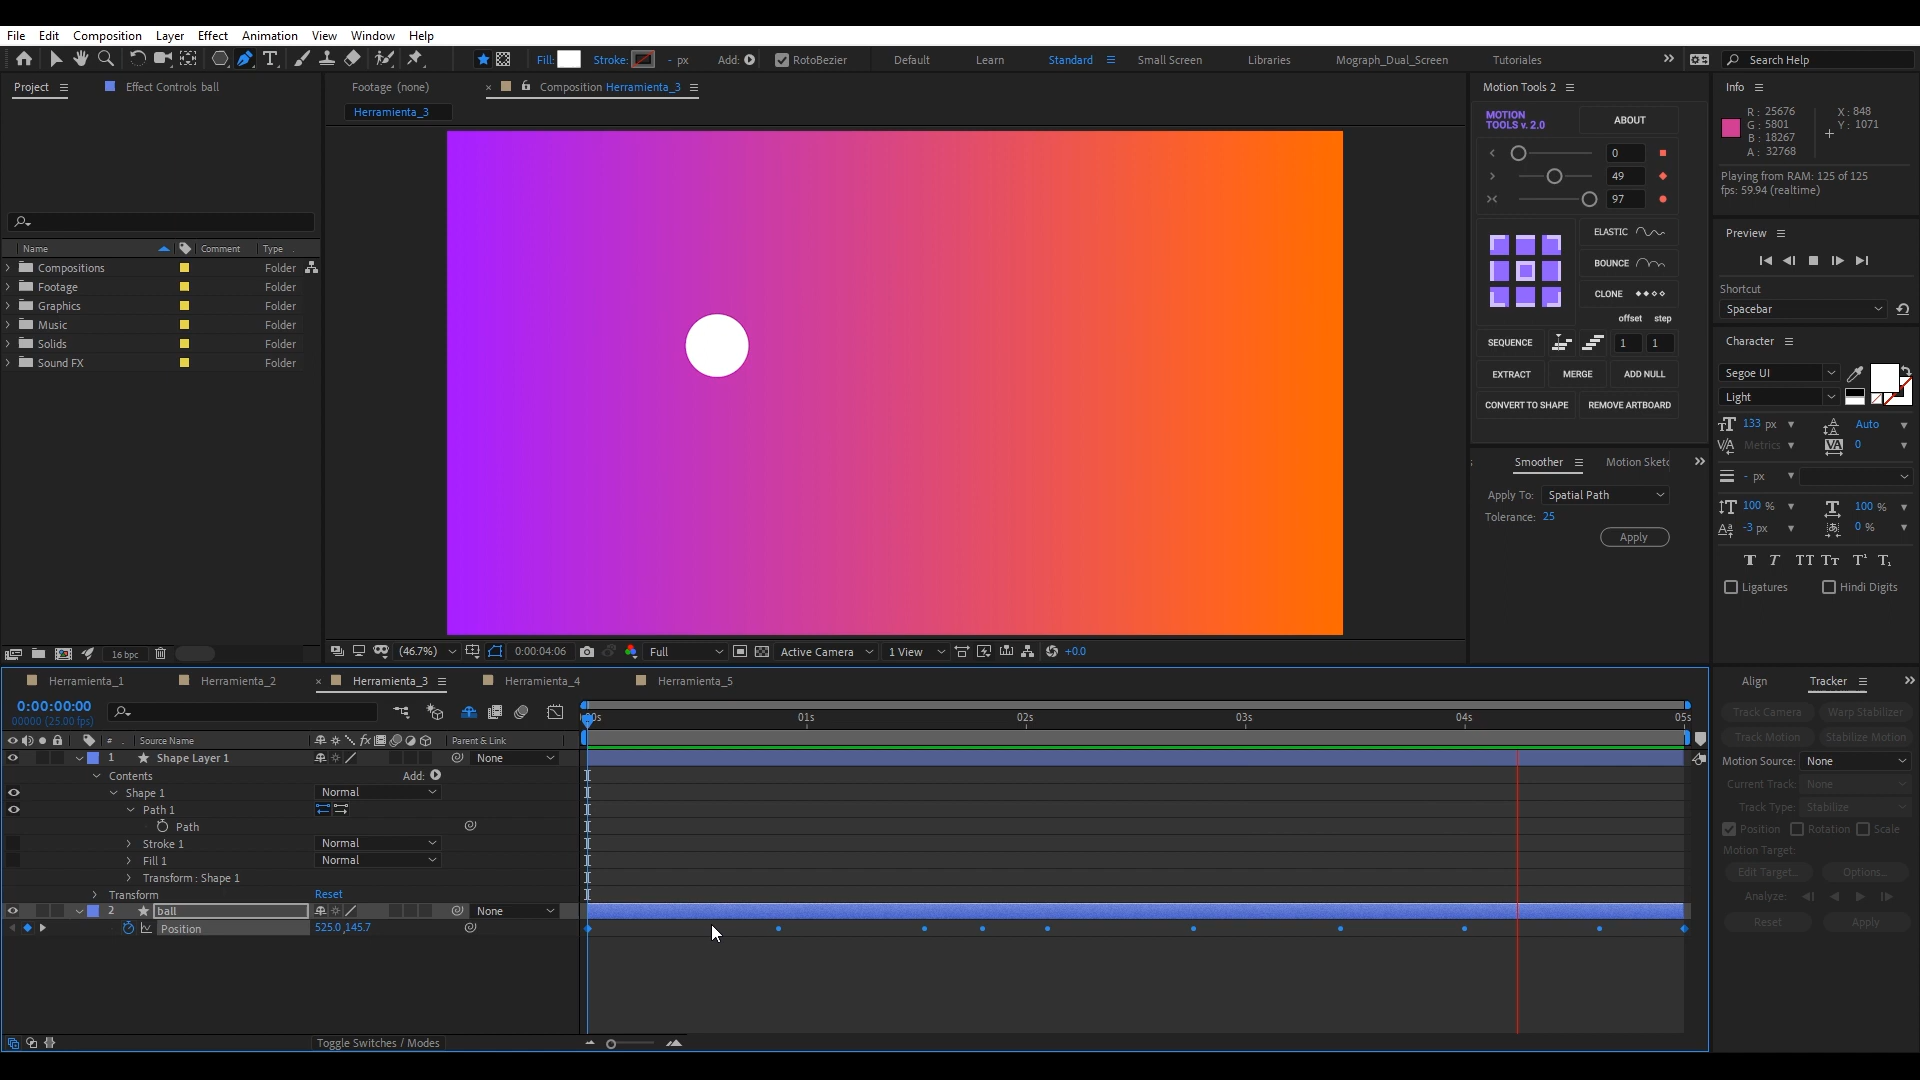 File Edit Composition Layer Effect Animation View Window Help
Fill: Stroke: - px Add: RotoBezier Default Learn Standard Small Screen Libraries Mograph_Dual_Screen Tutoriales Search Help
Project Effect Controls ball
Footage (none) Composition Herramienta_3
Herramienta_3
Name Comment Type
Compositions Folder
Footage Folder
Graphics Folder
Music Folder
Solids Folder
Sound FX Folder
16 bpc
(46.7%) 0:00:04:06 Full Active Camera 1 View +0.0
Motion Tools 2
MOTION
TOOLS v. 2.0
ABOUT
0
49
97
ELASTIC
BOUNCE
CLONE
offset step
SEQUENCE 1 1
EXTRACT MERGE ADD NULL
CONVERT TO SHAPE REMOVE ARTBOARD
Smoother Motion Sketc
Apply To: Spatial Path
Tolerance: 25
Apply
Info
R: 25676
G: 5801
B: 18267
A: 32768
X: 848
Y: 1071
Playing from RAM: 125 of 125
fps: 59.94 (realtime)
Preview
Shortcut
Spacebar
Character
Segoe UI
Light
133 px Auto
Metrics 0
- px
100 % 100 %
-3 px 0 %
Ligatures Hindi Digits
Herramienta_1 Herramienta_2 Herramienta_3 Herramienta_4 Herramienta_5
0:00:00:00
00000 (25.00 fps)
00s 01s 02s 03s 04s 05s
# Source Name Parent & Link
1 Shape Layer 1 None
Contents Add:
Shape 1 Normal
Path 1
Path
Stroke 1 Normal
Fill 1 Normal
Transform : Shape 1
Transform Reset
2 ball None
Position 525.0,145.7
Toggle Switches / Modes
Align Tracker
Track Camera Warp Stabilizer
Track Motion Stabilize Motion
Motion Source: None
Current Track: None
Track Type: Stabilize
Position Rotation Scale
Motion Target:
Edit Target... Options...
Analyze:
Reset Apply